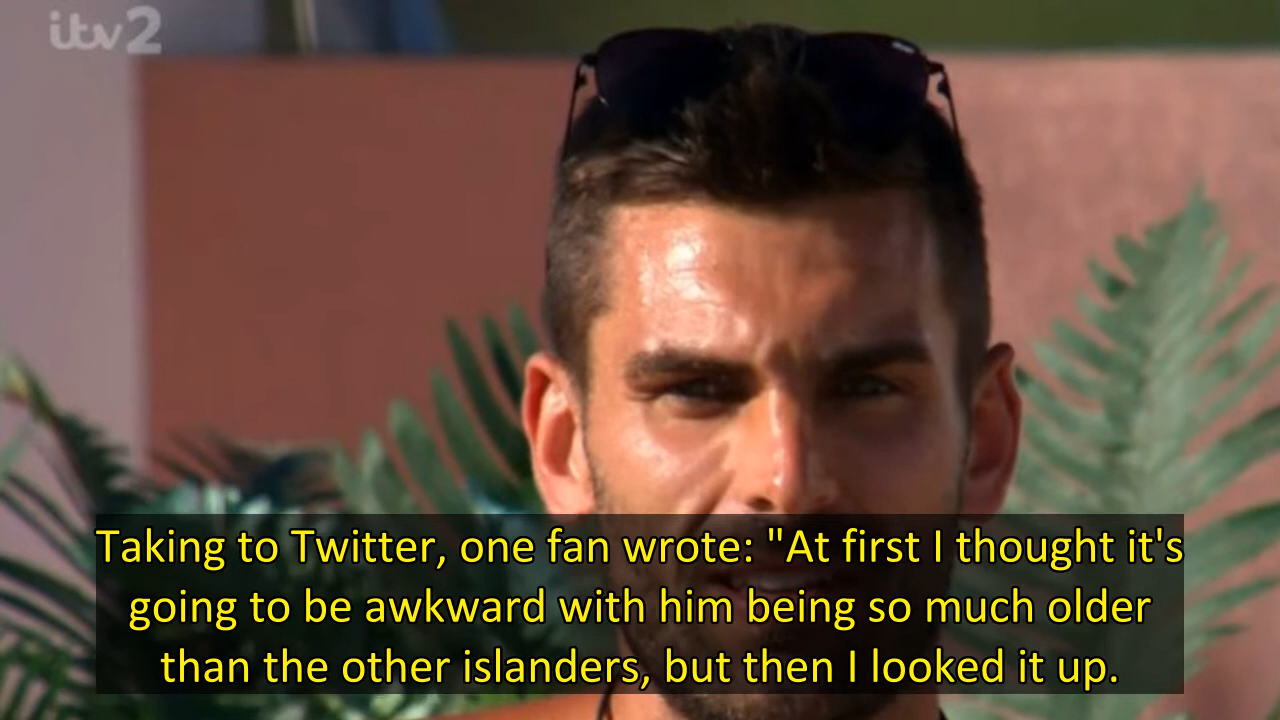 itv2
Taking to Twitter, one fan wrote: "At first I thought it's
going to be awkward with him being so much older
than the other islanders, but then I looked it up.